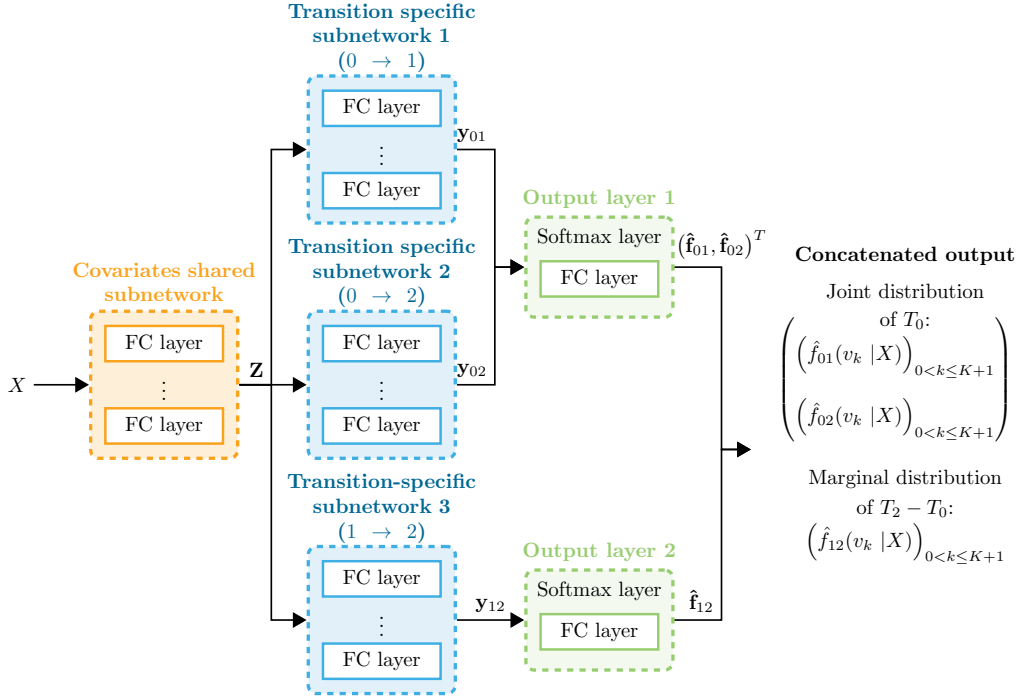 X
Covariates shared
subnetwork
FC layer
⋮
FC layer
Z
Transition specific
subnetwork 1
(0 → 1)
FC layer
⋮
FC layer
y₀₁
Transition specific
subnetwork 2
(0 → 2)
FC layer
⋮
FC layer
y₀₂
Transition-specific
subnetwork 3
(1 → 2)
FC layer
⋮
FC layer
y₁₂
Output layer 1
Softmax layer
FC layer
(f̂₀₁, f̂₀₂)ᵀ
Output layer 2
Softmax layer
FC layer
f̂₁₂
Concatenated output
Joint distribution
of T₀:
(f̂₀₁(vₖ |X))₀<ₖ≤K₊₁
(f̂₀₂(vₖ |X))₀<ₖ≤K₊₁
Marginal distribution
of T₂ − T₀:
(f̂₁₂(vₖ |X))₀<ₖ≤K₊₁